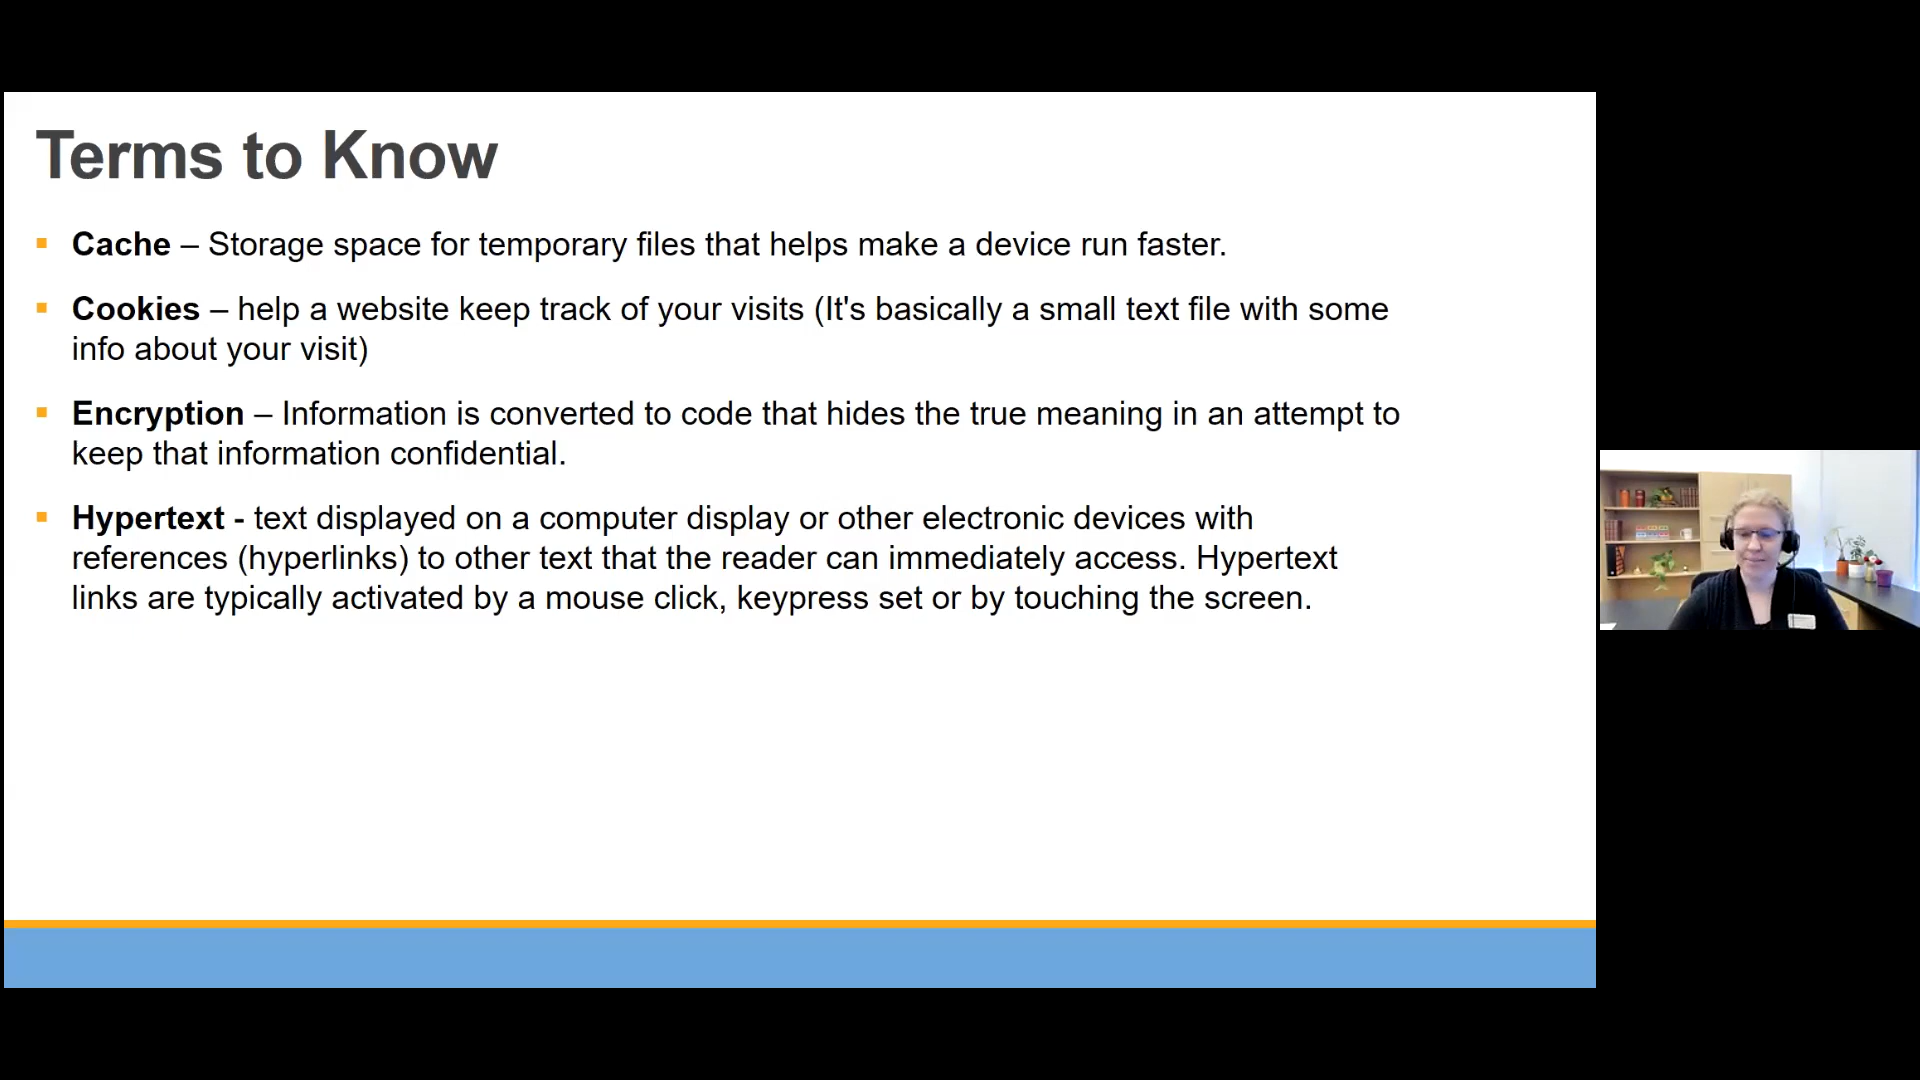 Terms to Know
▪ Cache – Storage space for temporary files that helps make a device run faster.
▪ Cookies – help a website keep track of your visits (It's basically a small text file with some
info about your visit)
▪ Encryption – Information is converted to code that hides the true meaning in an attempt to
keep that information confidential.
▪ Hypertext - text displayed on a computer display or other electronic devices with
references (hyperlinks) to other text that the reader can immediately access. Hypertext
links are typically activated by a mouse click, keypress set or by touching the screen.